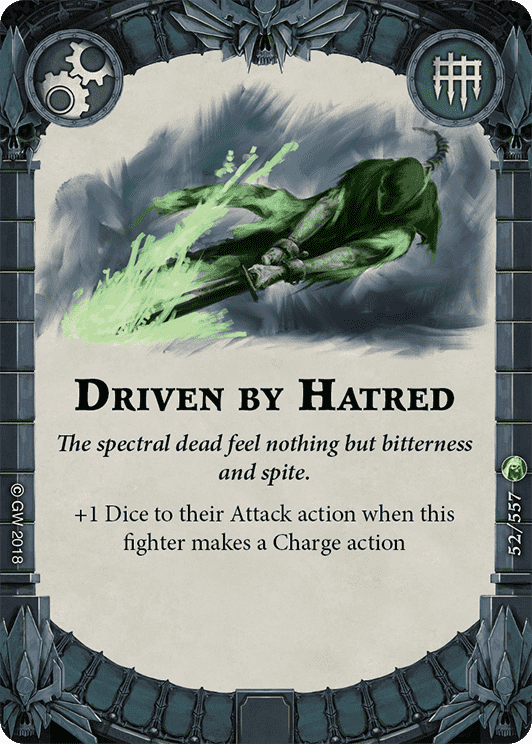 DRIVEN BY HATRED
The spectral dead feel nothing but bitterness
and spite.
+1 Dice to their Attack action when this
fighter makes a Charge action
© GW 2018
52/557